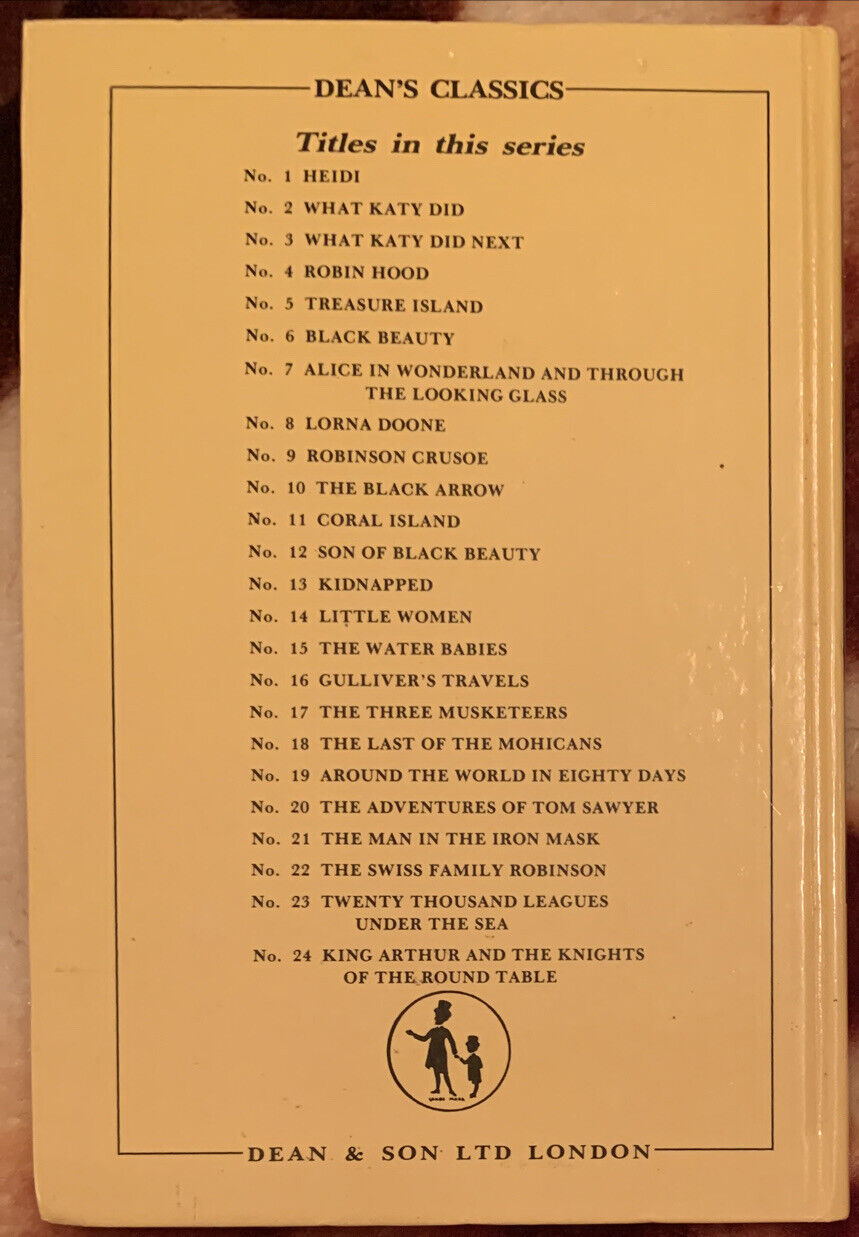 DEAN'S CLASSICS
Titles in this series
No. 1 HEIDI
No. 2 WHAT KATY DID
No. 3 WHAT KATY DID NEXT
No. 4 ROBIN HOOD
No. 5 TREASURE ISLAND
No. 6 BLACK BEAUTY
No. 7 ALICE IN WONDERLAND AND THROUGH
THE LOOKING GLASS
No. 8 LORNA DOONE
No. 9 ROBINSON CRUSOE
No. 10 THE BLACK ARROW
No. 11 CORAL ISLAND
No. 12 SON OF BLACK BEAUTY
No. 13 KIDNAPPED
No. 14 LITTLE WOMEN
No. 15 THE WATER BABIES
No. 16 GULLIVER'S TRAVELS
No. 17 THE THREE MUSKETEERS
No. 18 THE LAST OF THE MOHICANS
No. 19 AROUND THE WORLD IN EIGHTY DAYS
No. 20 THE ADVENTURES OF TOM SAWYER
No. 21 THE MAN IN THE IRON MASK
No. 22 THE SWISS FAMILY ROBINSON
No. 23 TWENTY THOUSAND LEAGUES
UNDER THE SEA
No. 24 KING ARTHUR AND THE KNIGHTS
OF THE ROUND TABLE
DEAN & SON LTD LONDON